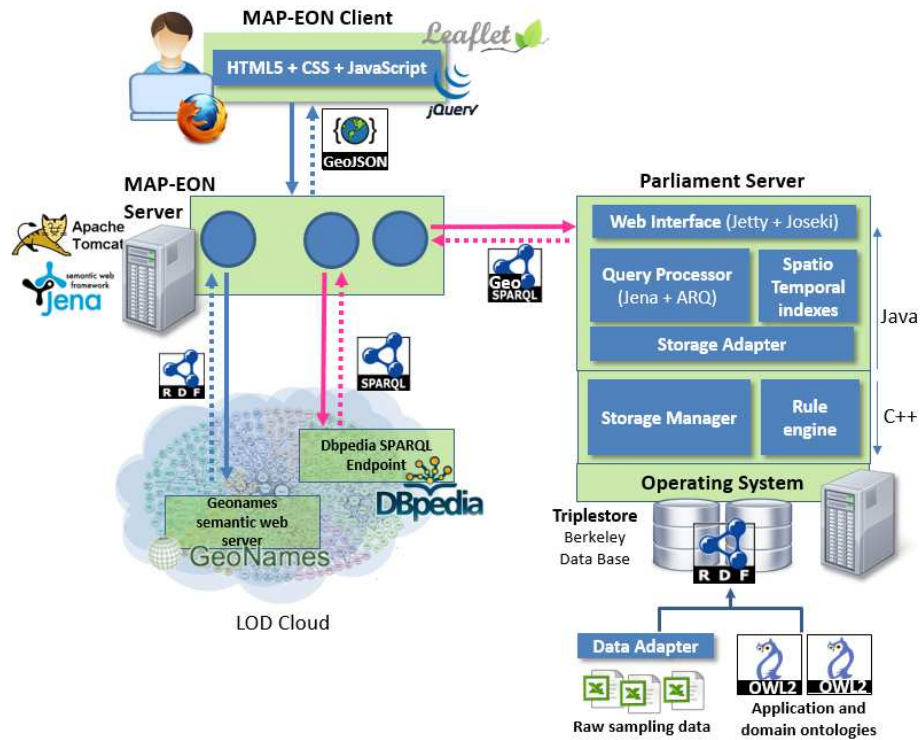 MAP-EON Client
Leaflet
HTML5 + CSS + JavaScript
jQuery
{ }
GeoJSON
MAP-EON
Server
Apache
Tomcat
semantic web
framework
Jena
Parliament Server
Web Interface (Jetty + Joseki)
Query Processor
(Jena + ARQ)
Spatio
Temporal
indexes
Storage Adapter
Java
Geo
SPARQL
Storage Manager
Rule
engine
C++
Operating System
RDF
SPARQL
Dbpedia SPARQL
Endpoint
DBpedia
Geonames
semantic web
server
GeoNames
LOD Cloud
Triplestore
Berkeley
Data Base
RDF
Data Adapter
Raw sampling data
OWL2
OWL2
Application and
domain ontologies